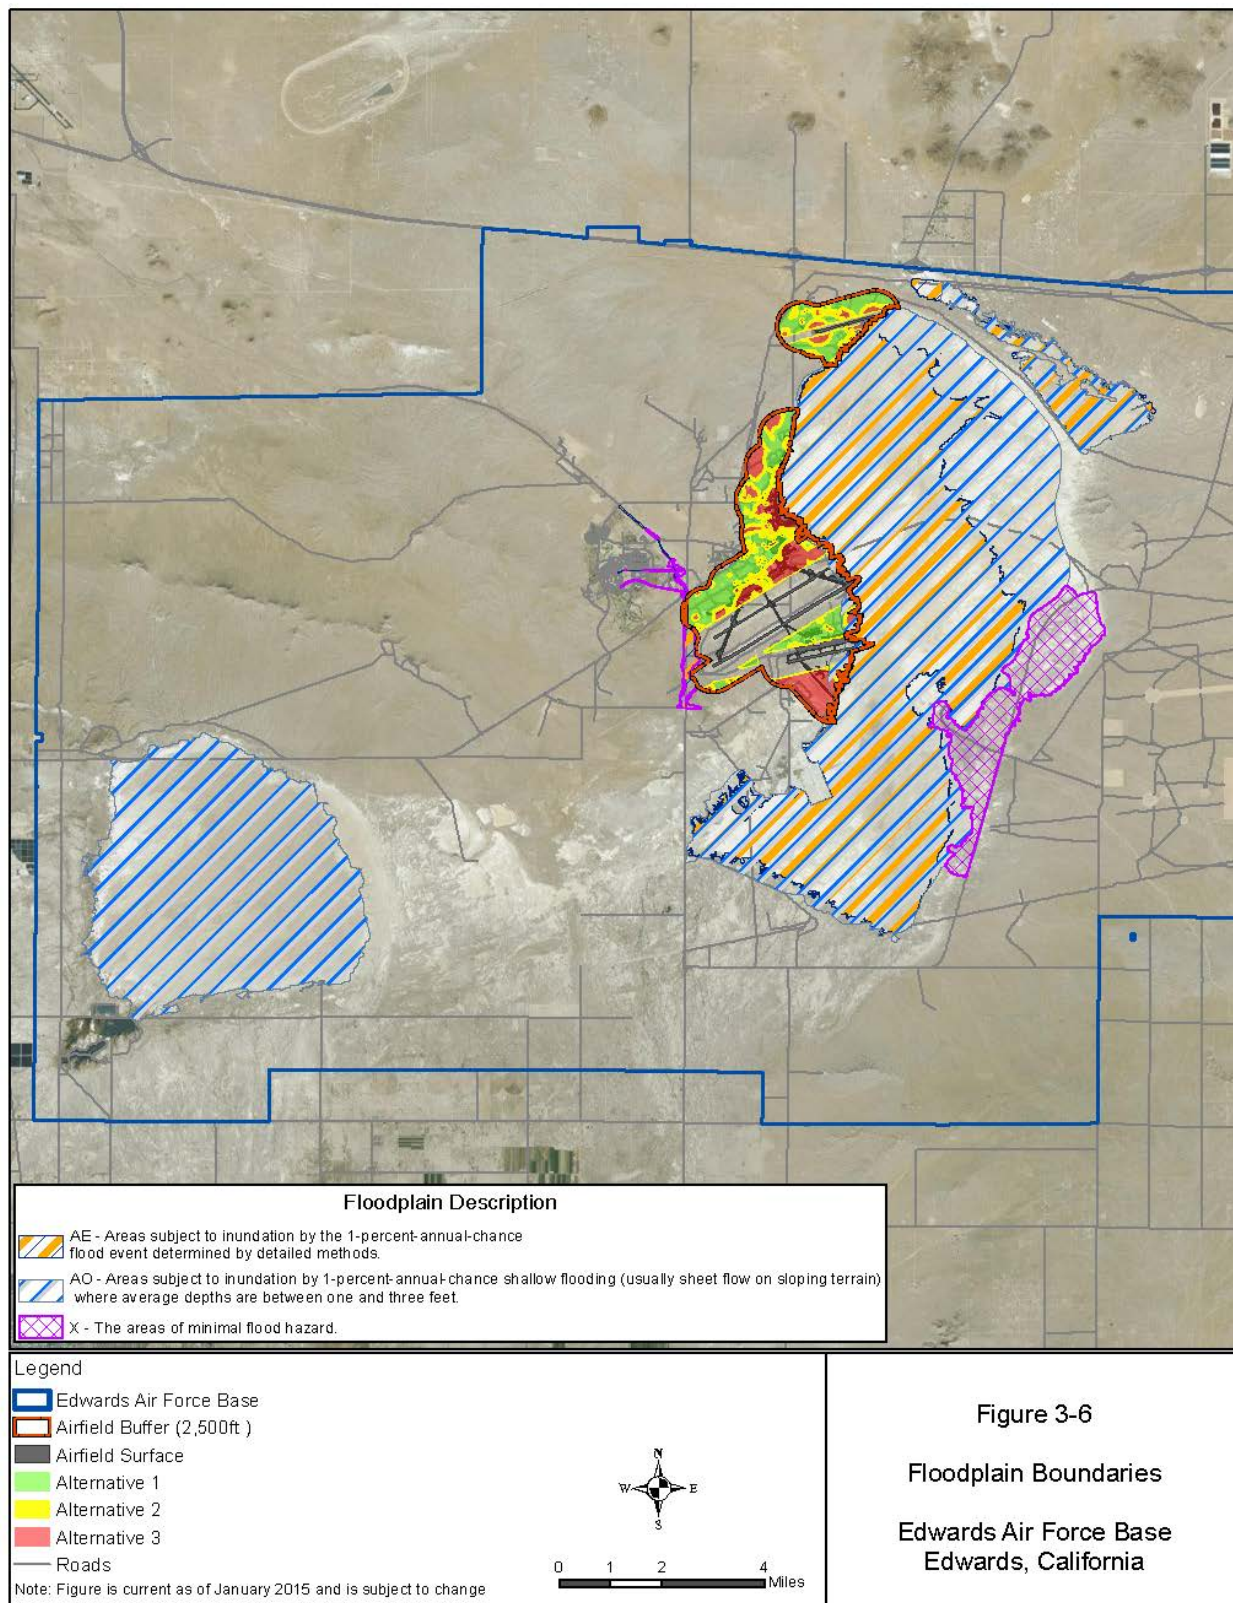 Floodplain Description
AE - Areas subject to inundation by the 1-percent-annual-chance
flood event determined by detailed methods.
AO - Areas subject to inundation by 1-percent-annual-chance shallow flooding (usually sheet flow on sloping terrain)
where average depths are between one and three feet.
X - The areas of minimal flood hazard.
Legend
Edwards Air Force Base
Airfield Buffer (2,500ft )
Airfield Surface
Alternative 1
Alternative 2
Alternative 3
Roads
Note: Figure is current as of January 2015 and is subject to change
N
W E
S
0 1 2 4
Miles
Figure 3-6
Floodplain Boundaries
Edwards Air Force Base
Edwards, California